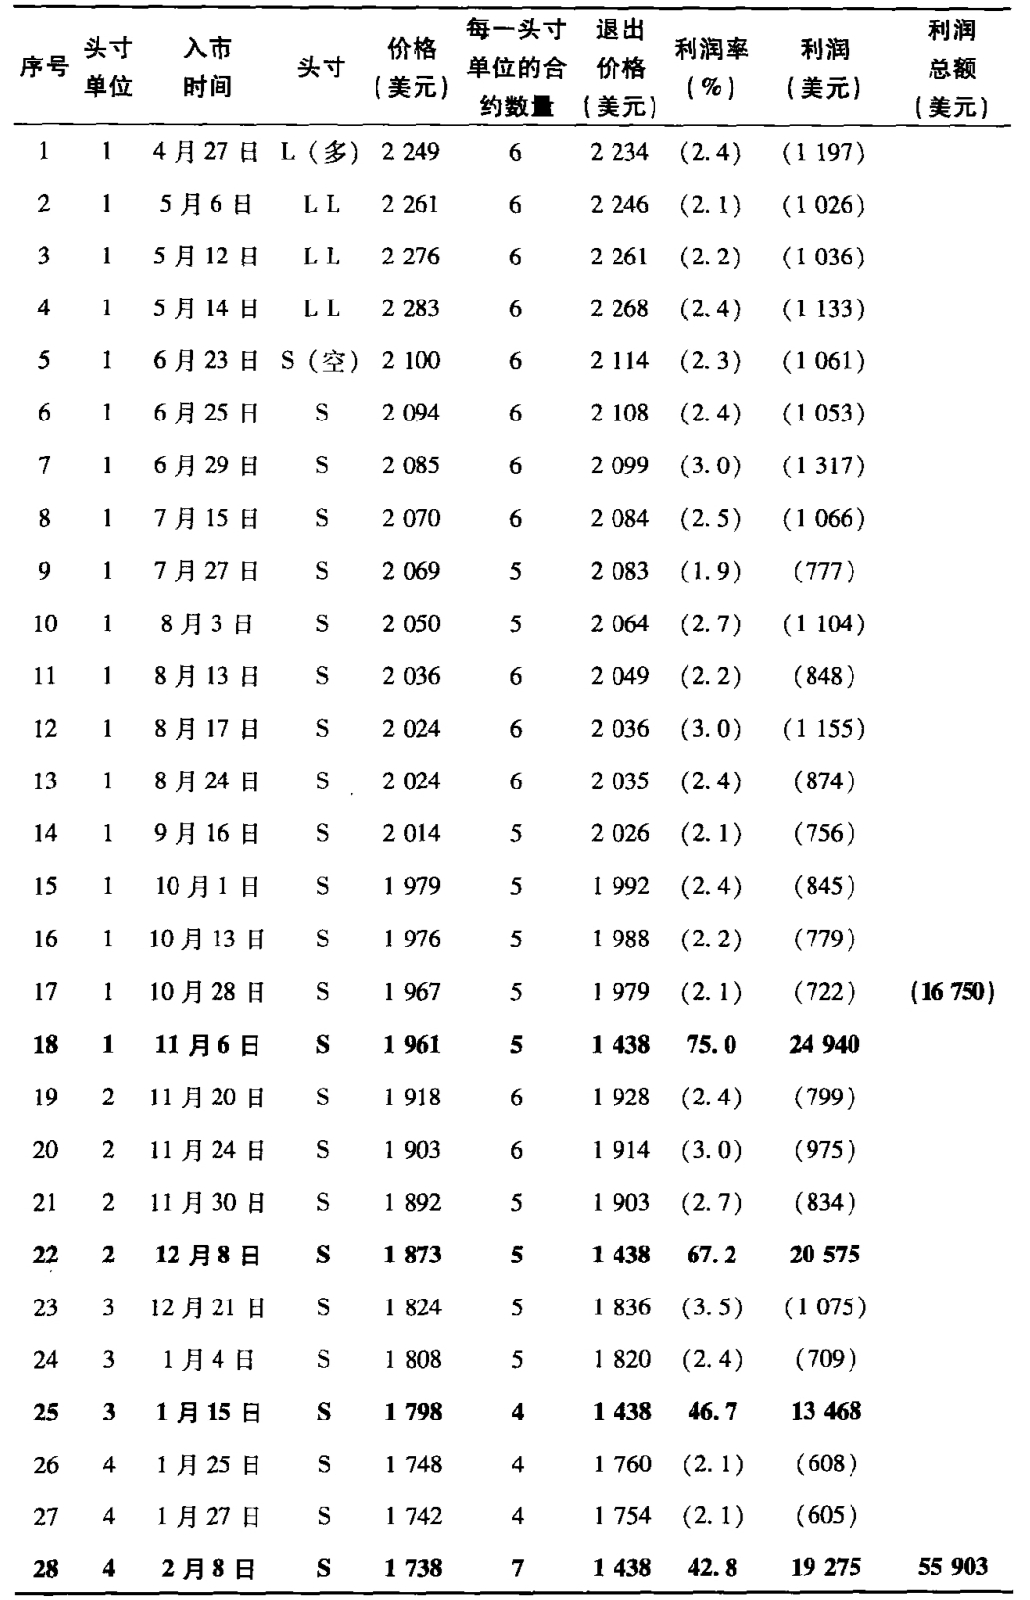 序号 头寸单位 入市时间 头寸 价格(美元) 每一头寸单位的合约数量 退出价格(美元) 利润率(%) 利润(美元) 利润总额(美元)
1 1 4月27日 L(多) 2 249 6 2 234 (2.4) (1 197)
2 1 5月6日 L L 2 261 6 2 246 (2.1) (1 026)
3 1 5月12日 L L 2 276 6 2 261 (2.2) (1 036)
4 1 5月14日 L L 2 283 6 2 268 (2.4) (1 133)
5 1 6月23日 S(空) 2 100 6 2 114 (2.3) (1 061)
6 1 6月25日 S 2 094 6 2 108 (2.4) (1 053)
7 1 6月29日 S 2 085 6 2 099 (3.0) (1 317)
8 1 7月15日 S 2 070 6 2 084 (2.5) (1 066)
9 1 7月27日 S 2 069 5 2 083 (1.9) (777)
10 1 8月3日 S 2 050 5 2 064 (2.7) (1 104)
11 1 8月13日 S 2 036 6 2 049 (2.2) (848)
12 1 8月17日 S 2 024 6 2 036 (3.0) (1 155)
13 1 8月24日 S 2 024 6 2 035 (2.4) (874)
14 1 9月16日 S 2 014 5 2 026 (2.1) (756)
15 1 10月1日 S 1 979 5 1 992 (2.4) (845)
16 1 10月13日 S 1 976 5 1 988 (2.2) (779)
17 1 10月28日 S 1 967 5 1 979 (2.1) (722) (16 750)
18 1 11月6日 S 1 961 5 1 438 75.0 24 940
19 2 11月20日 S 1 918 6 1 928 (2.4) (799)
20 2 11月24日 S 1 903 6 1 914 (3.0) (975)
21 2 11月30日 S 1 892 5 1 903 (2.7) (834)
22 2 12月8日 S 1 873 5 1 438 67.2 20 575
23 3 12月21日 S 1 824 5 1 836 (3.5) (1 075)
24 3 1月4日 S 1 808 5 1 820 (2.4) (709)
25 3 1月15日 S 1 798 4 1 438 46.7 13 468
26 4 1月25日 S 1 748 4 1 760 (2.1) (608)
27 4 1月27日 S 1 742 4 1 754 (2.1) (605)
28 4 2月8日 S 1 738 7 1 438 42.8 19 275 55 903